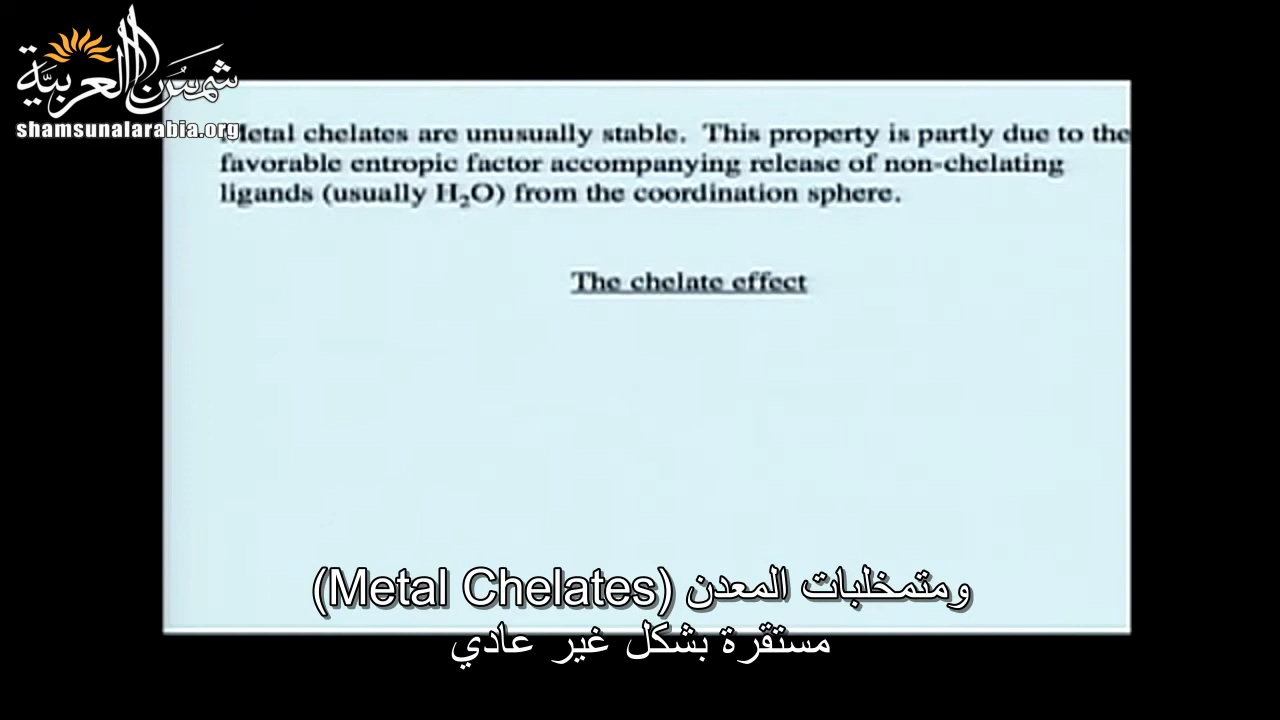 شمس العربية
shamsunalarabia.org
Metal chelates are unusually stable. This property is partly due to the
favorable entropic factor accompanying release of non-chelating
ligands (usually H₂O) from the coordination sphere.
The chelate effect
ومتمخلبات المعدن (Metal Chelates)
مستقرة بشكل غير عادي